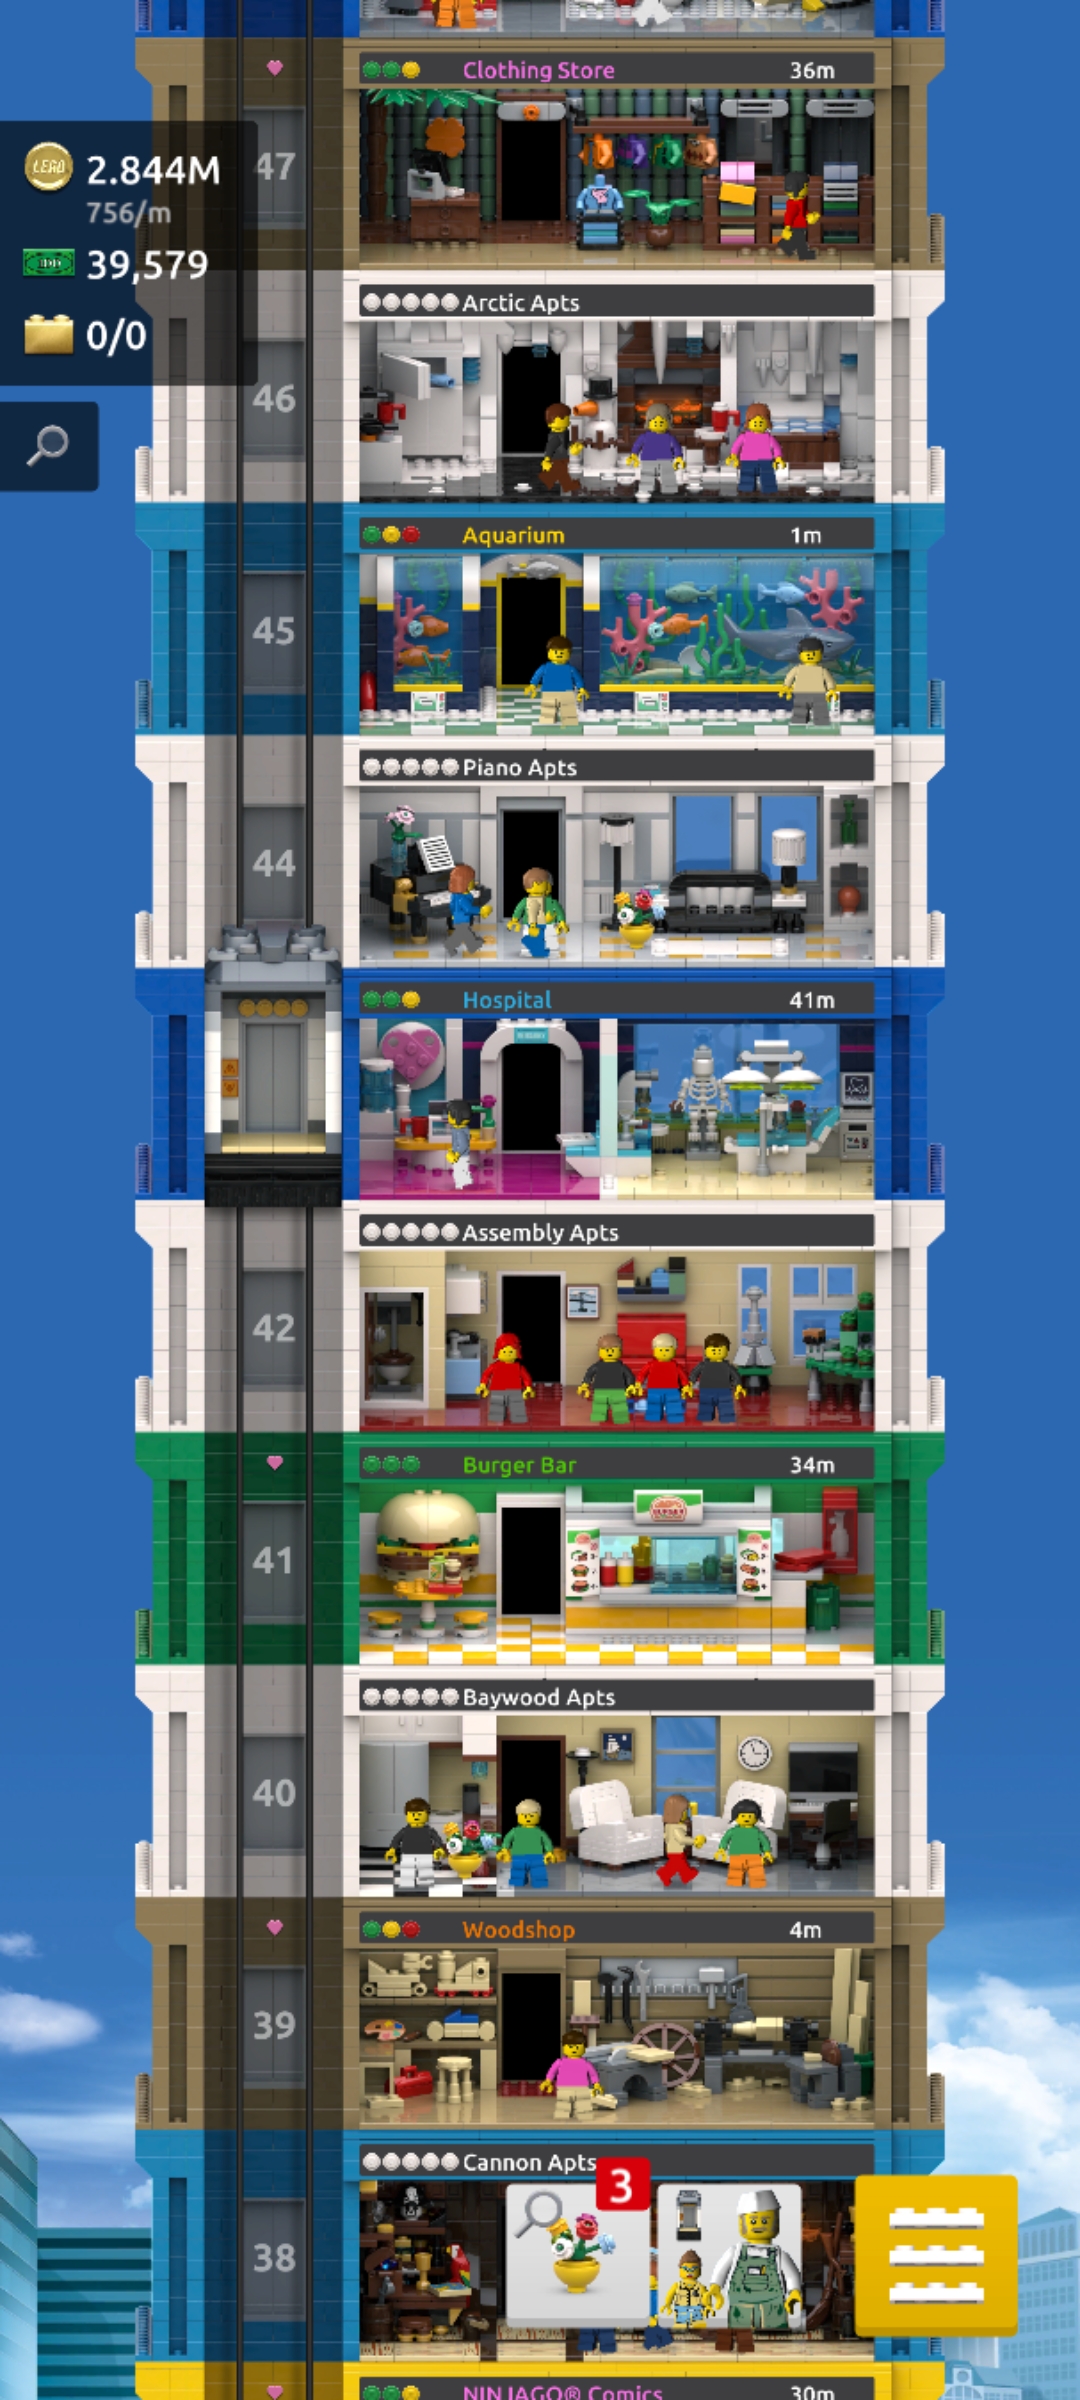 Clothing Store 36m
47
LEGO 2.844M
756/m
39,579
0/0
Arctic Apts
46
Aquarium 1m
45
Piano Apts
44
Hospital 41m
Assembly Apts
42
Burger Bar 34m
41
Baywood Apts
40
Woodshop 4m
39
Cannon Apts
3
38
NINJAGO® Comics 30m